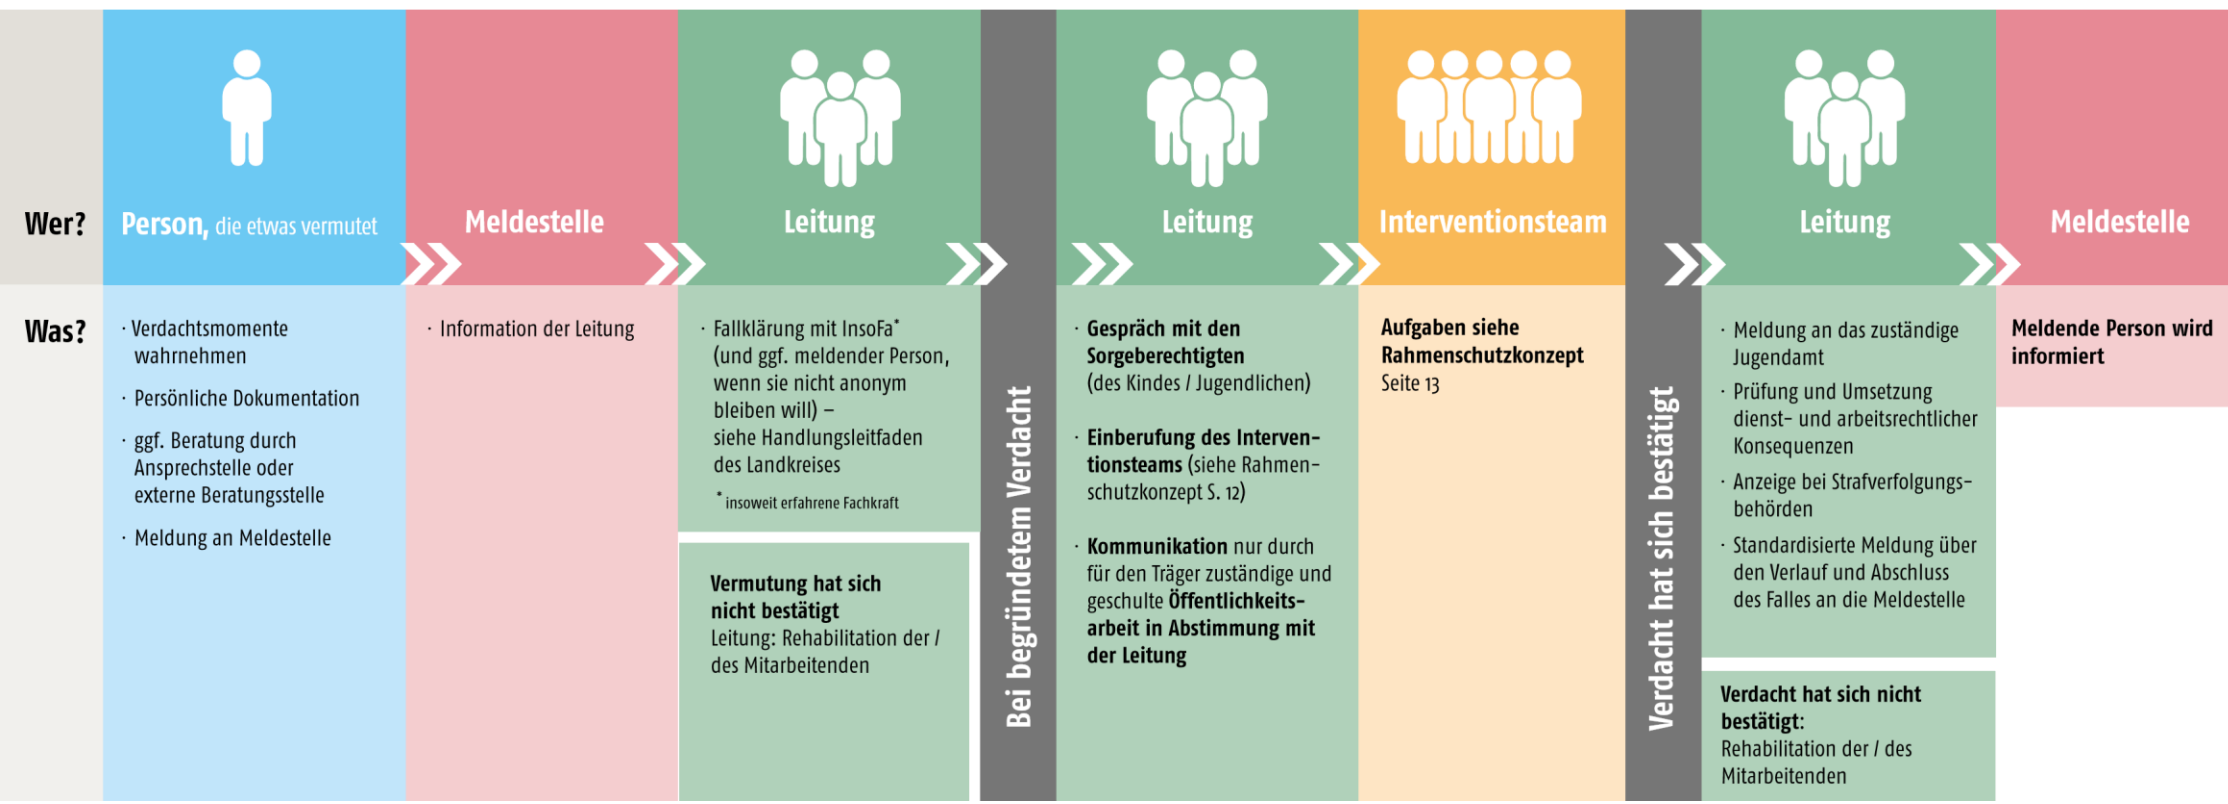 Wer?
Person, die etwas vermutet
Meldestelle
Leitung
Leitung
Interventionsteam
Leitung
Meldestelle
Was?
· Verdachtsmomente
wahrnehmen
· Persönliche Dokumentation
· ggf. Beratung durch
Ansprechstelle oder
externe Beratungsstelle
· Meldung an Meldestelle
· Information der Leitung
· Fallklärung mit InsoFa*
(und ggf. meldender Person,
wenn sie nicht anonym
bleiben will) –
siehe Handlungsleitfaden
des Landkreises
* insoweit erfahrene Fachkraft
Vermutung hat sich
nicht bestätigt
Leitung: Rehabilitation der /
des Mitarbeitenden
Bei begründetem Verdacht
· Gespräch mit den
Sorgeberechtigten
(des Kindes / Jugendlichen)
· Einberufung des Interven-
tionsteams (siehe Rahmen-
schutzkonzept S. 12)
· Kommunikation nur durch
für den Träger zuständige und
geschulte Öffentlichkeits-
arbeit in Abstimmung mit
der Leitung
Aufgaben siehe
Rahmenschutzkonzept
Seite 13
Verdacht hat sich bestätigt
· Meldung an das zuständige
Jugendamt
· Prüfung und Umsetzung
dienst- und arbeitsrechtlicher
Konsequenzen
· Anzeige bei Strafverfolgungs-
behörden
· Standardisierte Meldung über
den Verlauf und Abschluss
des Falles an die Meldestelle
Verdacht hat sich nicht
bestätigt:
Rehabilitation der / des
Mitarbeitenden
Meldende Person wird
informiert